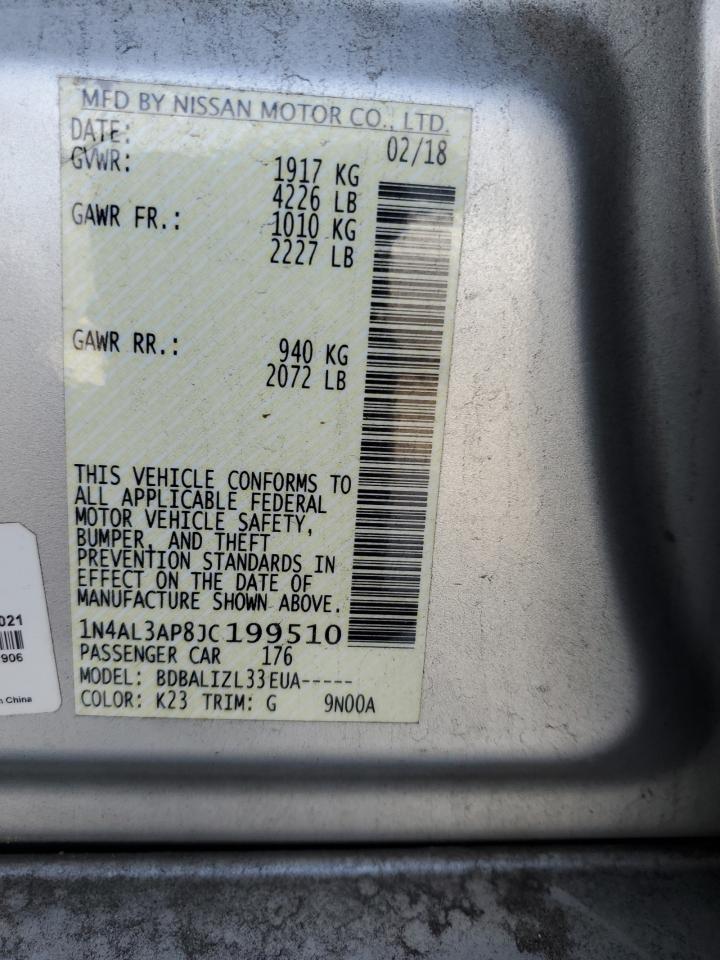 MFD BY NISSAN MOTOR CO., LTD.
DATE: 02/18
GVWR: 1917 KG
4226 LB
GAWR FR.: 1010 KG
2227 LB
GAWR RR.: 940 KG
2072 LB
THIS VEHICLE CONFORMS TO
ALL APPLICABLE FEDERAL
MOTOR VEHICLE SAFETY,
BUMPER, AND THEFT
PREVENTION STANDARDS IN
EFFECT ON THE DATE OF
MANUFACTURE SHOWN ABOVE.
1N4AL3AP8JC199510
PASSENGER CAR 176
MODEL: BDBALIZL33EUA-----
COLOR: K23 TRIM: G 9N00A
021
906
China